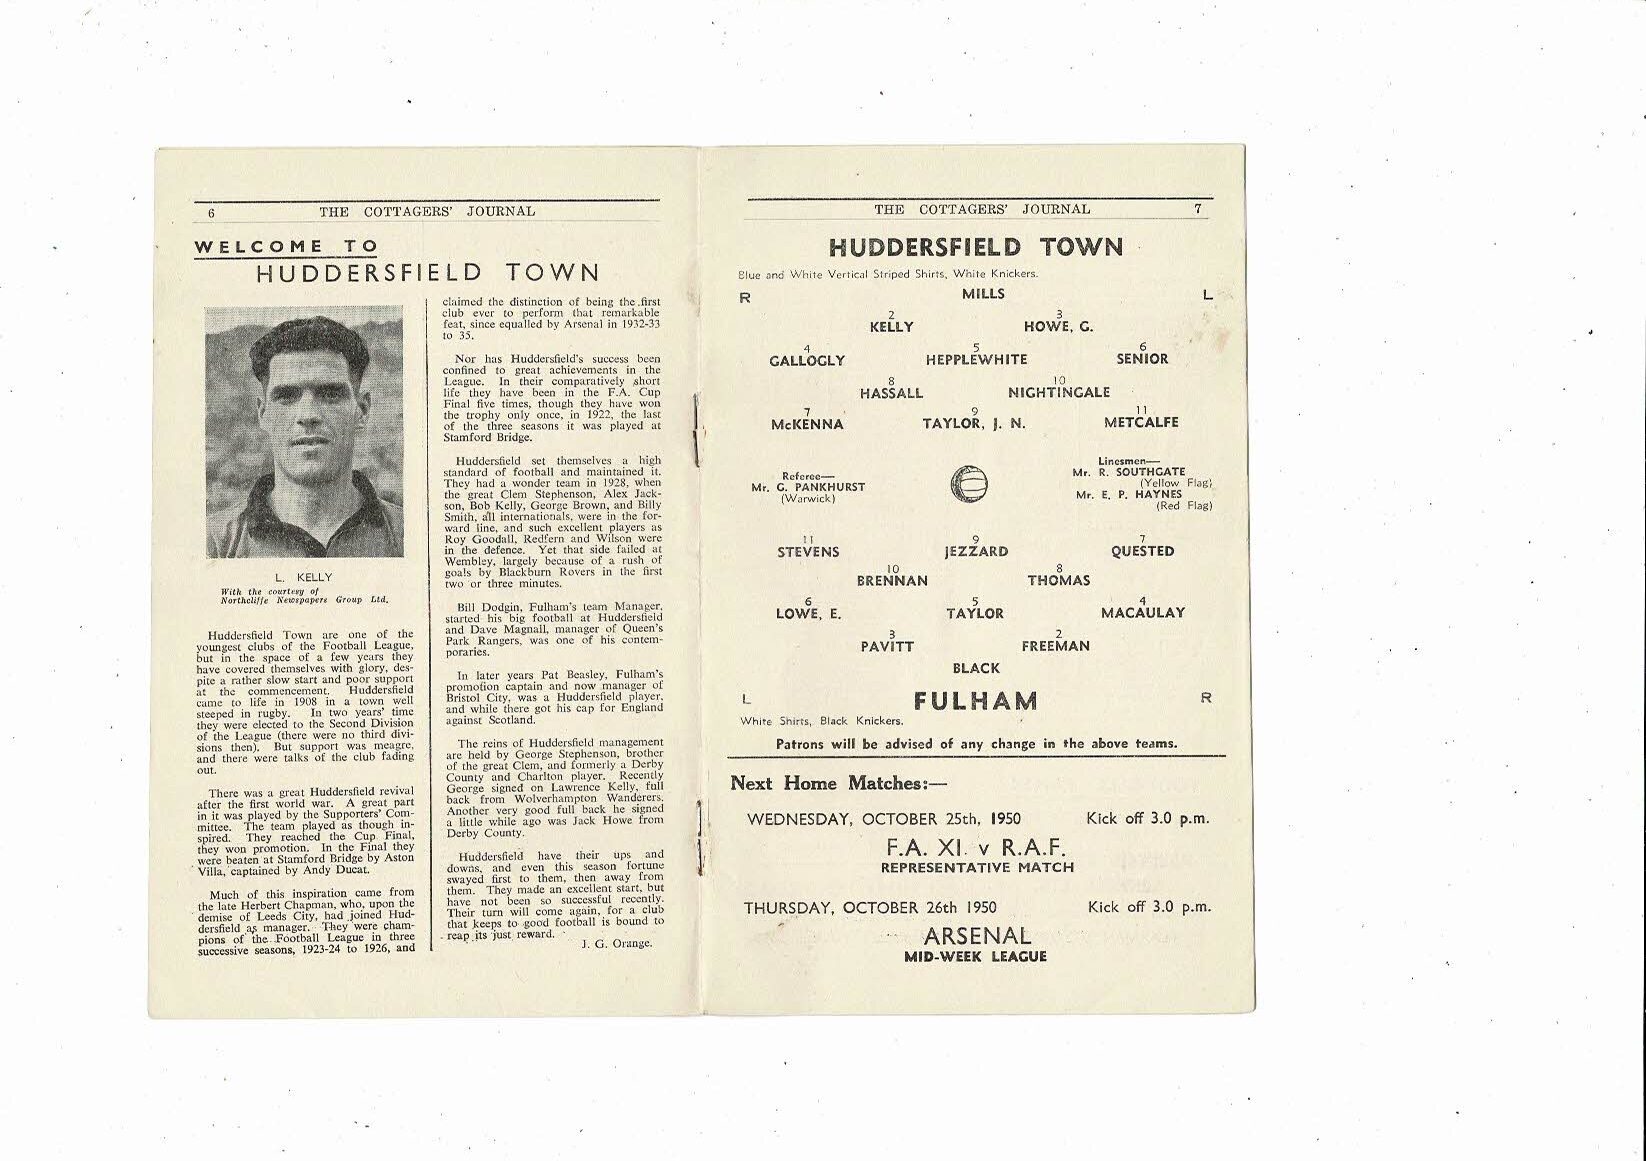 6 THE COTTAGERS' JOURNAL
WELCOME TO
HUDDERSFIELD TOWN
L. KELLY
With the courtesy of
Northcliffe Newspapers Group Ltd.
Huddersfield Town are one of the
youngest clubs of the Football League,
but in the space of a few years they
have covered themselves with glory, des-
pite a rather slow start and poor support
at the commencement. Huddersfield
came to life in 1908 in a town well
steeped in rugby. In two years' time
they were elected to the Second Division
of the League (there were no third divi-
sions then). But support was meagre,
and there were talks of the club fading
out.
There was a great Huddersfield revival
after the first world war. A great part
in it was played by the Supporters' Com-
mittee. The team played as though in-
spired. They reached the Cup Final,
they won promotion. In the Final they
were beaten at Stamford Bridge by Aston
Villa, captained by Andy Ducat.
Much of this inspiration came from
the late Herbert Chapman, who, upon the
demise of Leeds City, had joined Hud-
dersfield as manager. They were cham-
pions of the Football League in three
successive seasons, 1923-24 to 1926, and
claimed the distinction of being the first
club ever to perform that remarkable
feat, since equalled by Arsenal in 1932-33
to 35.
Nor has Huddersfield's success been
confined to great achievements in the
League. In their comparatively short
life they have been in the F.A. Cup
Final five times, though they have won
the trophy only once, in 1922, the last
of the three seasons it was played at
Stamford Bridge.
Huddersfield set themselves a high
standard of football and maintained it.
They had a wonder team in 1928, when
the great Clem Stephenson, Alex Jack-
son, Bob Kelly, George Brown, and Billy
Smith, all internationals, were in the for-
ward line, and such excellent players as
Roy Goodall, Redfern and Wilson were
in the defence. Yet that side failed at
Wembley, largely because of a rush of
goals by Blackburn Rovers in the first
two or three minutes.
Bill Dodgin, Fulham's team Manager,
started his big football at Huddersfield
and Dave Magnall, manager of Queen's
Park Rangers, was one of his contem-
poraries.
In later years Pat Beasley, Fulham's
promotion captain and now manager of
Bristol City, was a Huddersfield player,
and while there got his cap for England
against Scotland.
The reins of Huddersfield management
are held by George Stephenson, brother
of the great Clem, and formerly a Derby
County and Charlton player. Recently
George signed on Lawrence Kelly, full
back from Wolverhampton Wanderers.
Another very good full back he signed
a little while ago was Jack Howe from
Derby County.
Huddersfield have their ups and
downs, and even this season fortune
swayed first to them, then away from
them. They made an excellent start, but
have not been so successful recently.
Their turn will come again, for a club
that keeps to good football is bound to
reap its just reward.
J. G. Orange.
THE COTTAGERS' JOURNAL 7
HUDDERSFIELD TOWN
Blue and White Vertical Striped Shirts, White Knickers.
R MILLS L
2 3
KELLY HOWE, G.
4 5 6
GALLOGLY HEPPLEWHITE SENIOR
8 10
HASSALL NIGHTINGALE
7 9 11
McKENNA TAYLOR, J. N. METCALFE
Referee—
Mr. G. PANKHURST
(Warwick)
Linesmen—
Mr. R. SOUTHGATE
(Yellow Flag)
Mr. E. P. HAYNES
(Red Flag)
11 9 7
STEVENS JEZZARD QUESTED
10 8
BRENNAN THOMAS
6 5 4
LOWE, E. TAYLOR MACAULAY
3 2
PAVITT FREEMAN
BLACK
L FULHAM R
White Shirts, Black Knickers.
Patrons will be advised of any change in the above teams.
Next Home Matches:—
WEDNESDAY, OCTOBER 25th, 1950 Kick off 3.0 p.m.
F.A. XI. v R.A.F.
REPRESENTATIVE MATCH
THURSDAY, OCTOBER 26th 1950 Kick off 3.0 p.m.
ARSENAL
MID-WEEK LEAGUE